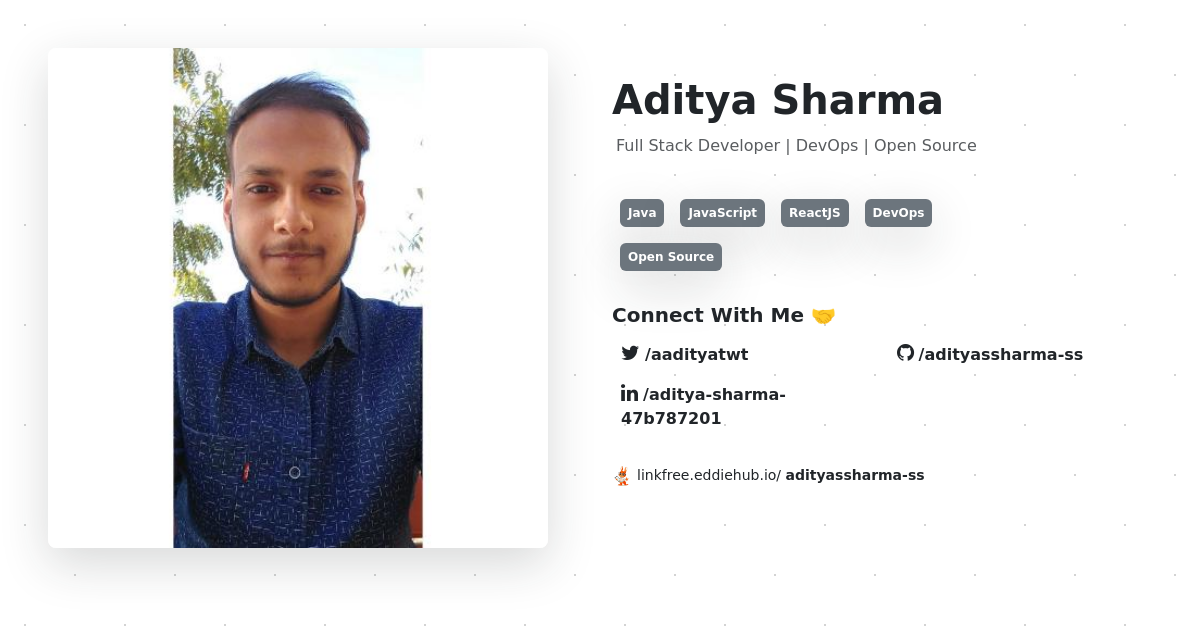 Aditya Sharma
Full Stack Developer | DevOps | Open Source
Java JavaScript ReactJS DevOps
Open Source
Connect With Me 🤝
/aadityatwt /adityassharma-ss
/aditya-sharma-
47b787201
linkfree.eddiehub.io/ adityassharma-ss